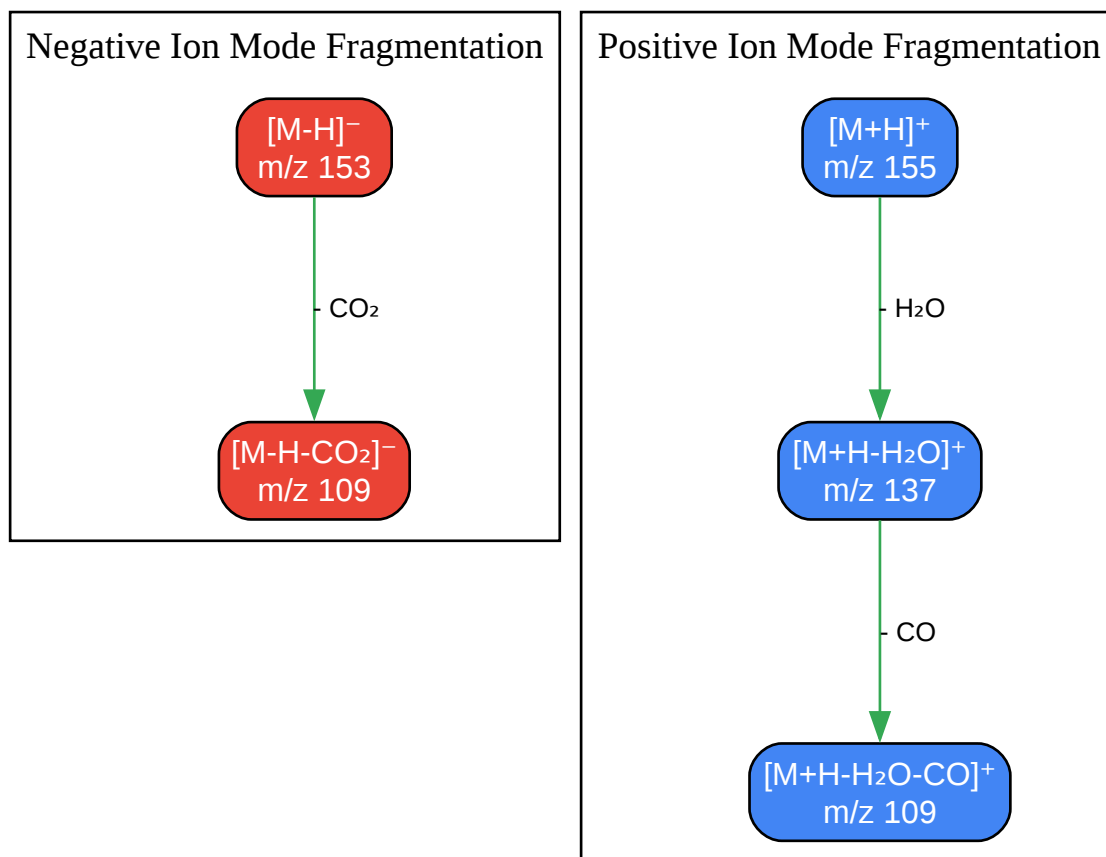 Negative Ion Mode Fragmentation
[M-H]⁻
m/z 153
- CO₂
[M-H-CO₂]⁻
m/z 109
Positive Ion Mode Fragmentation
[M+H]⁺
m/z 155
- H₂O
[M+H-H₂O]⁺
m/z 137
- CO
[M+H-H₂O-CO]⁺
m/z 109